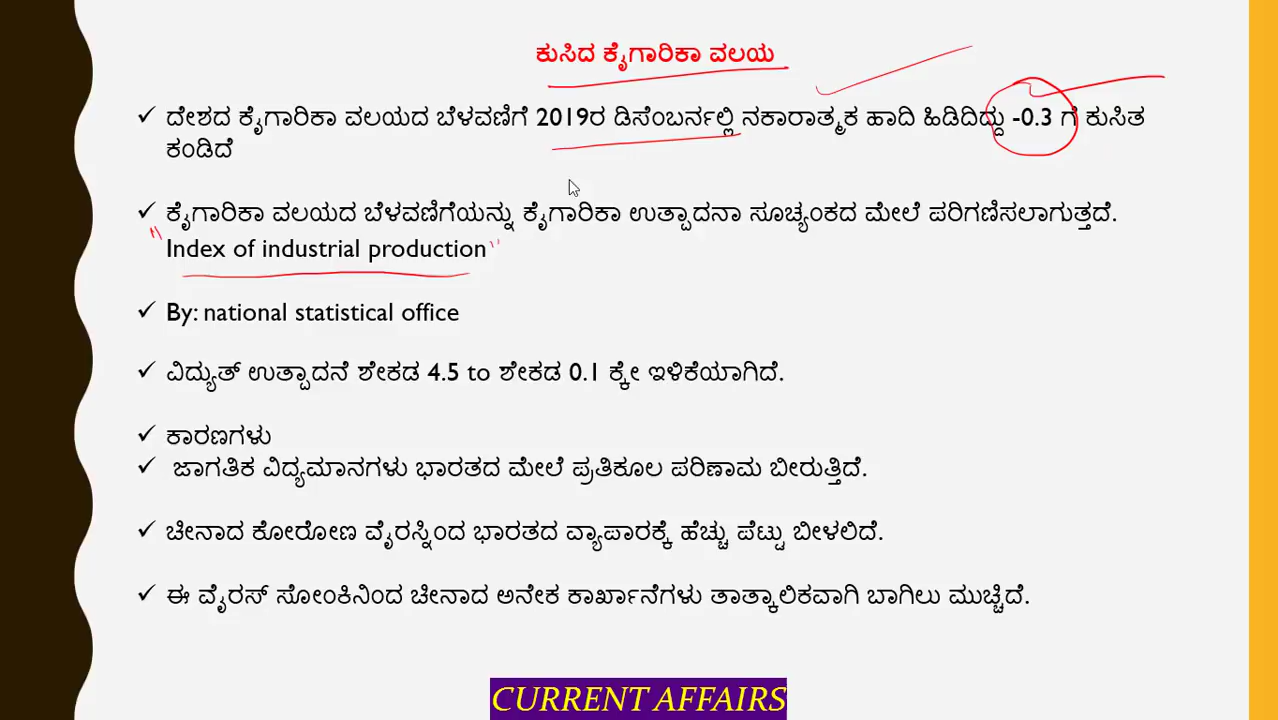 ಕುಸಿದ ಕೈಗಾರಿಕಾ ವಲಯ
✓ ದೇಶದ ಕೈಗಾರಿಕಾ ವಲಯದ ಬೆಳವಣಿಗೆ 2019ರ ಡಿಸೆಂಬರ್ನಲ್ಲಿ ನಕಾರಾತ್ಮಕ ಹಾದಿ ಹಿಡಿದಿದ್ದು -0.3 ಗೆ ಕುಸಿತ
ಕಂಡಿದೆ
✓ ಕೈಗಾರಿಕಾ ವಲಯದ ಬೆಳವಣಿಗೆಯನ್ನು ಕೈಗಾರಿಕಾ ಉತ್ಪಾದನಾ ಸೂಚ್ಯಂಕದ ಮೇಲೆ ಪರಿಗಣಿಸಲಾಗುತ್ತದೆ.
"Index of industrial production"
✓ By: national statistical office
✓ ವಿದ್ಯುತ್ ಉತ್ಪಾದನೆ ಶೇಕಡ 4.5 to ಶೇಕಡ 0.1 ಕ್ಕೇ ಇಳಿಕೆಯಾಗಿದೆ.
✓ ಕಾರಣಗಳು
✓ ಜಾಗತಿಕ ವಿದ್ಯಮಾನಗಳು ಭಾರತದ ಮೇಲೆ ಪ್ರತಿಕೂಲ ಪರಿಣಾಮ ಬೀರುತ್ತಿದೆ.
✓ ಚೀನಾದ ಕೋರೋಣ ವೈರಸ್ನಿಂದ ಭಾರತದ ವ್ಯಾಪಾರಕ್ಕೆ ಹೆಚ್ಚು ಪೆಟ್ಟು ಬೀಳಲಿದೆ.
✓ ಈ ವೈರಸ್ ಸೋಂಕಿನಿಂದ ಚೀನಾದ ಅನೇಕ ಕಾರ್ಖಾನೆಗಳು ತಾತ್ಕಾಲಿಕವಾಗಿ ಬಾಗಿಲು ಮುಚ್ಚಿದೆ.
CURRENT AFFAIRS